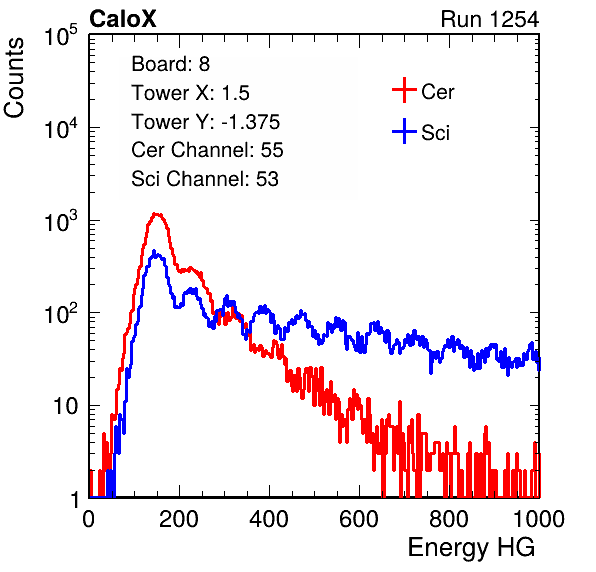 CaloX Run 1254
Counts
10^5
10^4
10^3
10^2
10
1
Board: 8
Tower X: 1.5
Tower Y: -1.375
Cer Channel: 55
Sci Channel: 53
Cer
Sci
0 200 400 600 800 1000
Energy HG